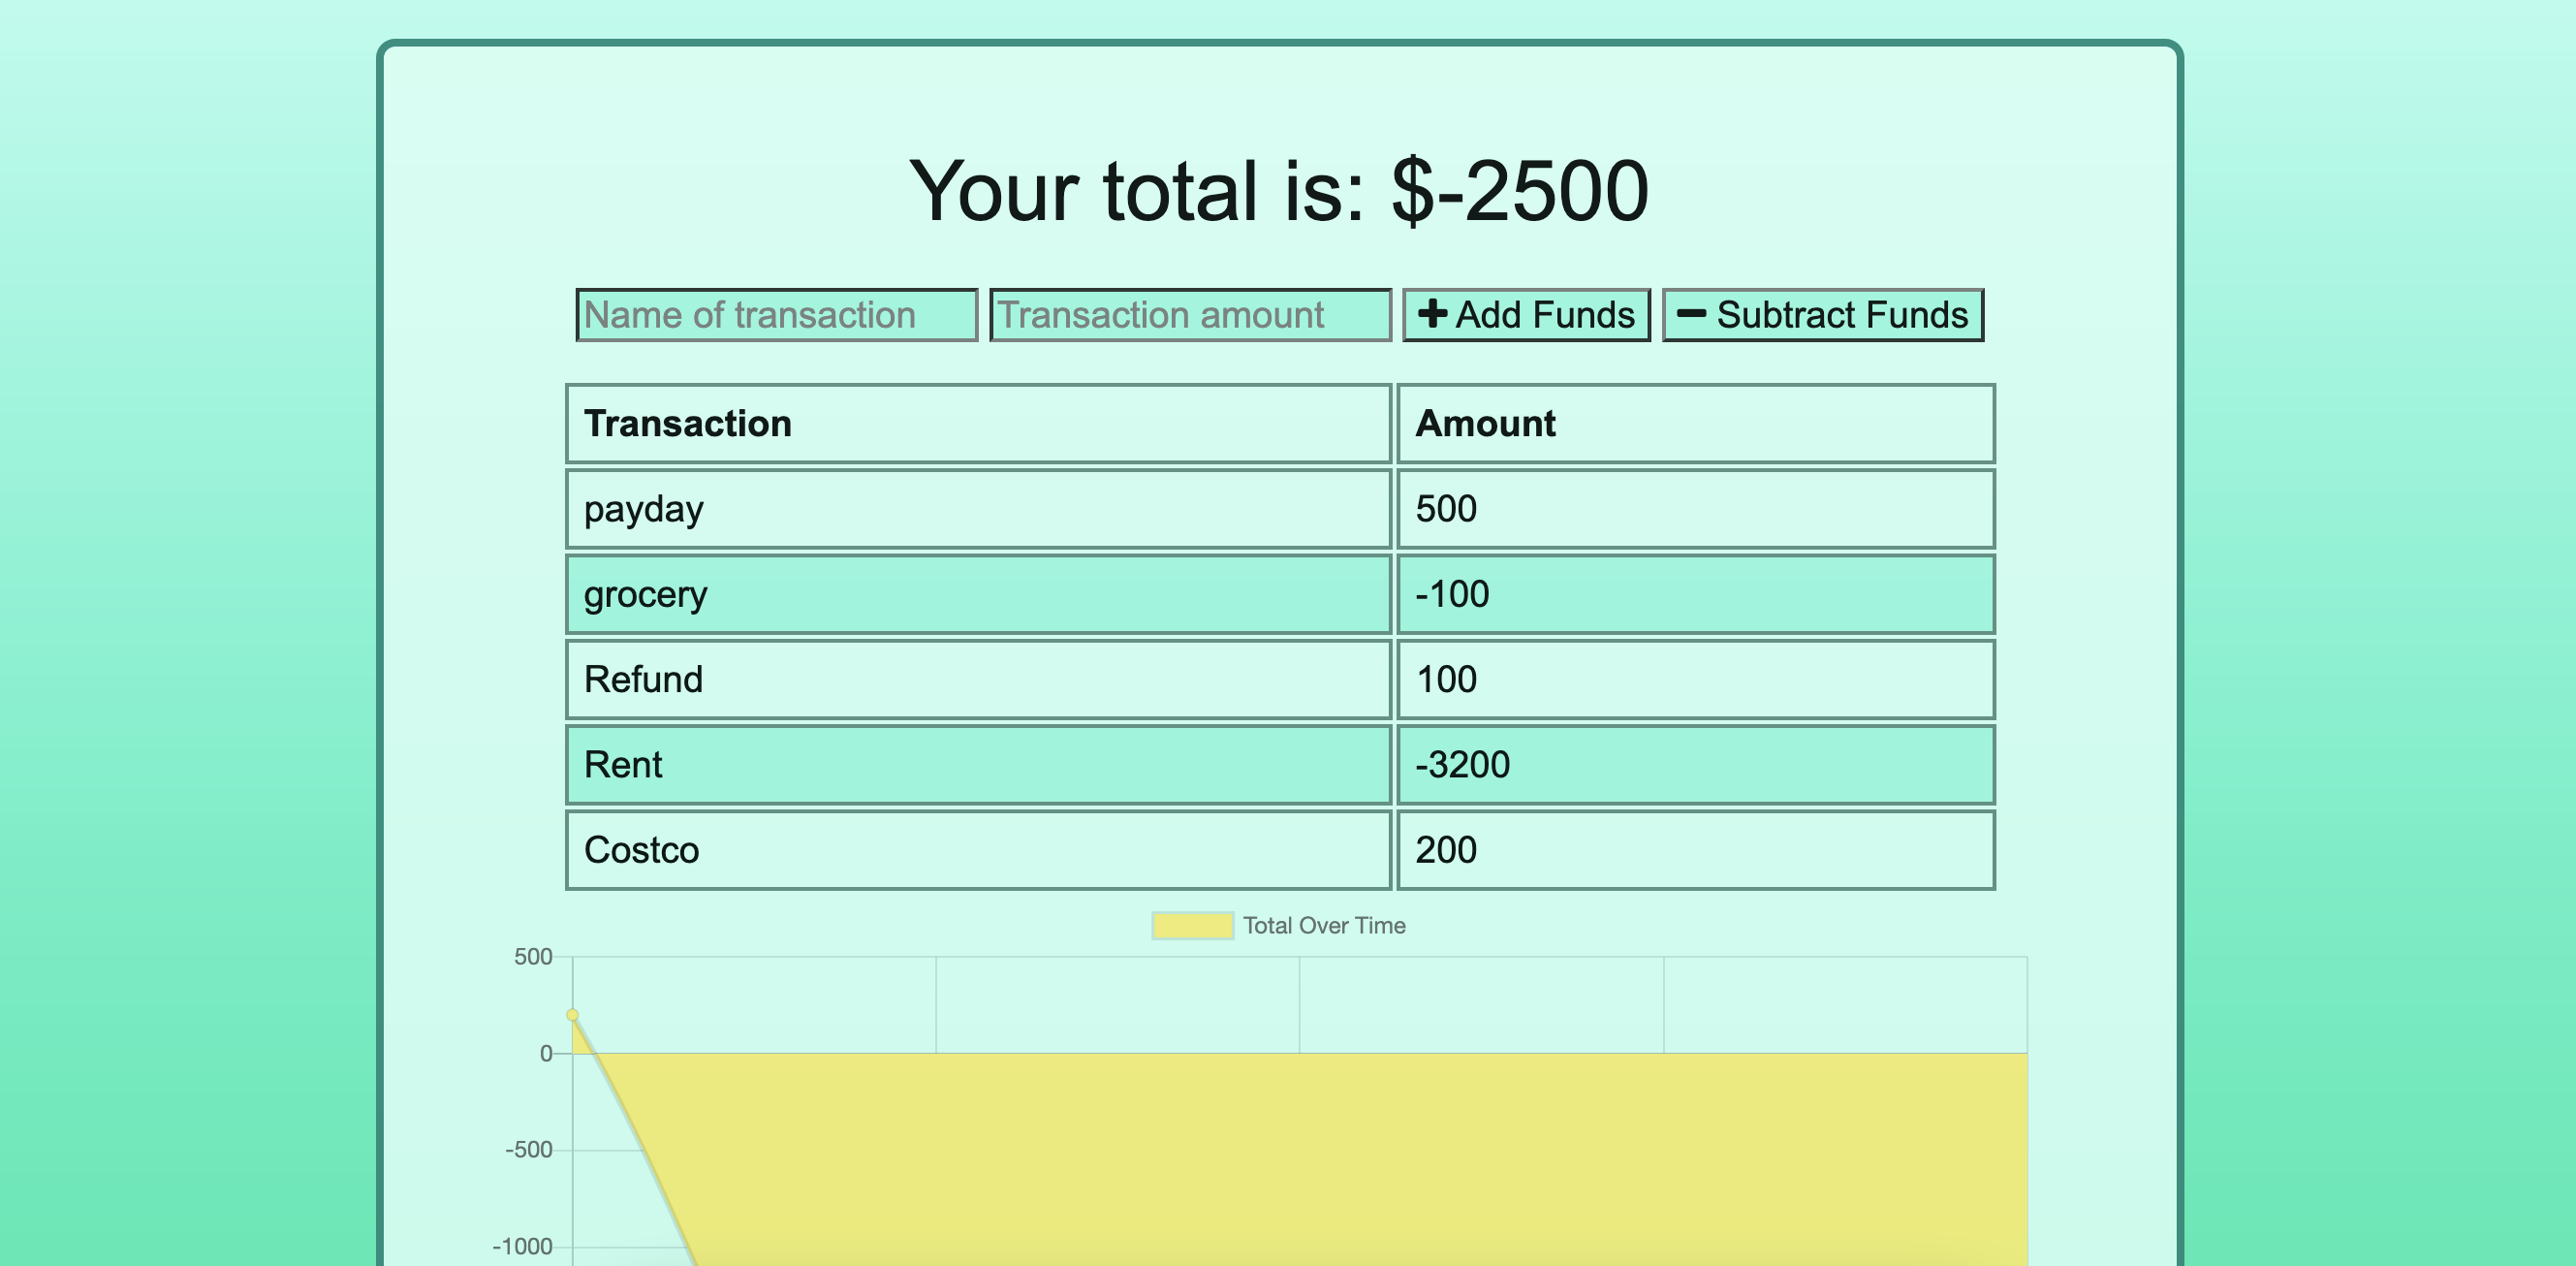 Your total is: $-2500
Name of transaction Transaction amount + Add Funds − Subtract Funds
Transaction Amount
payday 500
grocery -100
Refund 100
Rent -3200
Costco 200
Total Over Time
500
0
-500
-1000